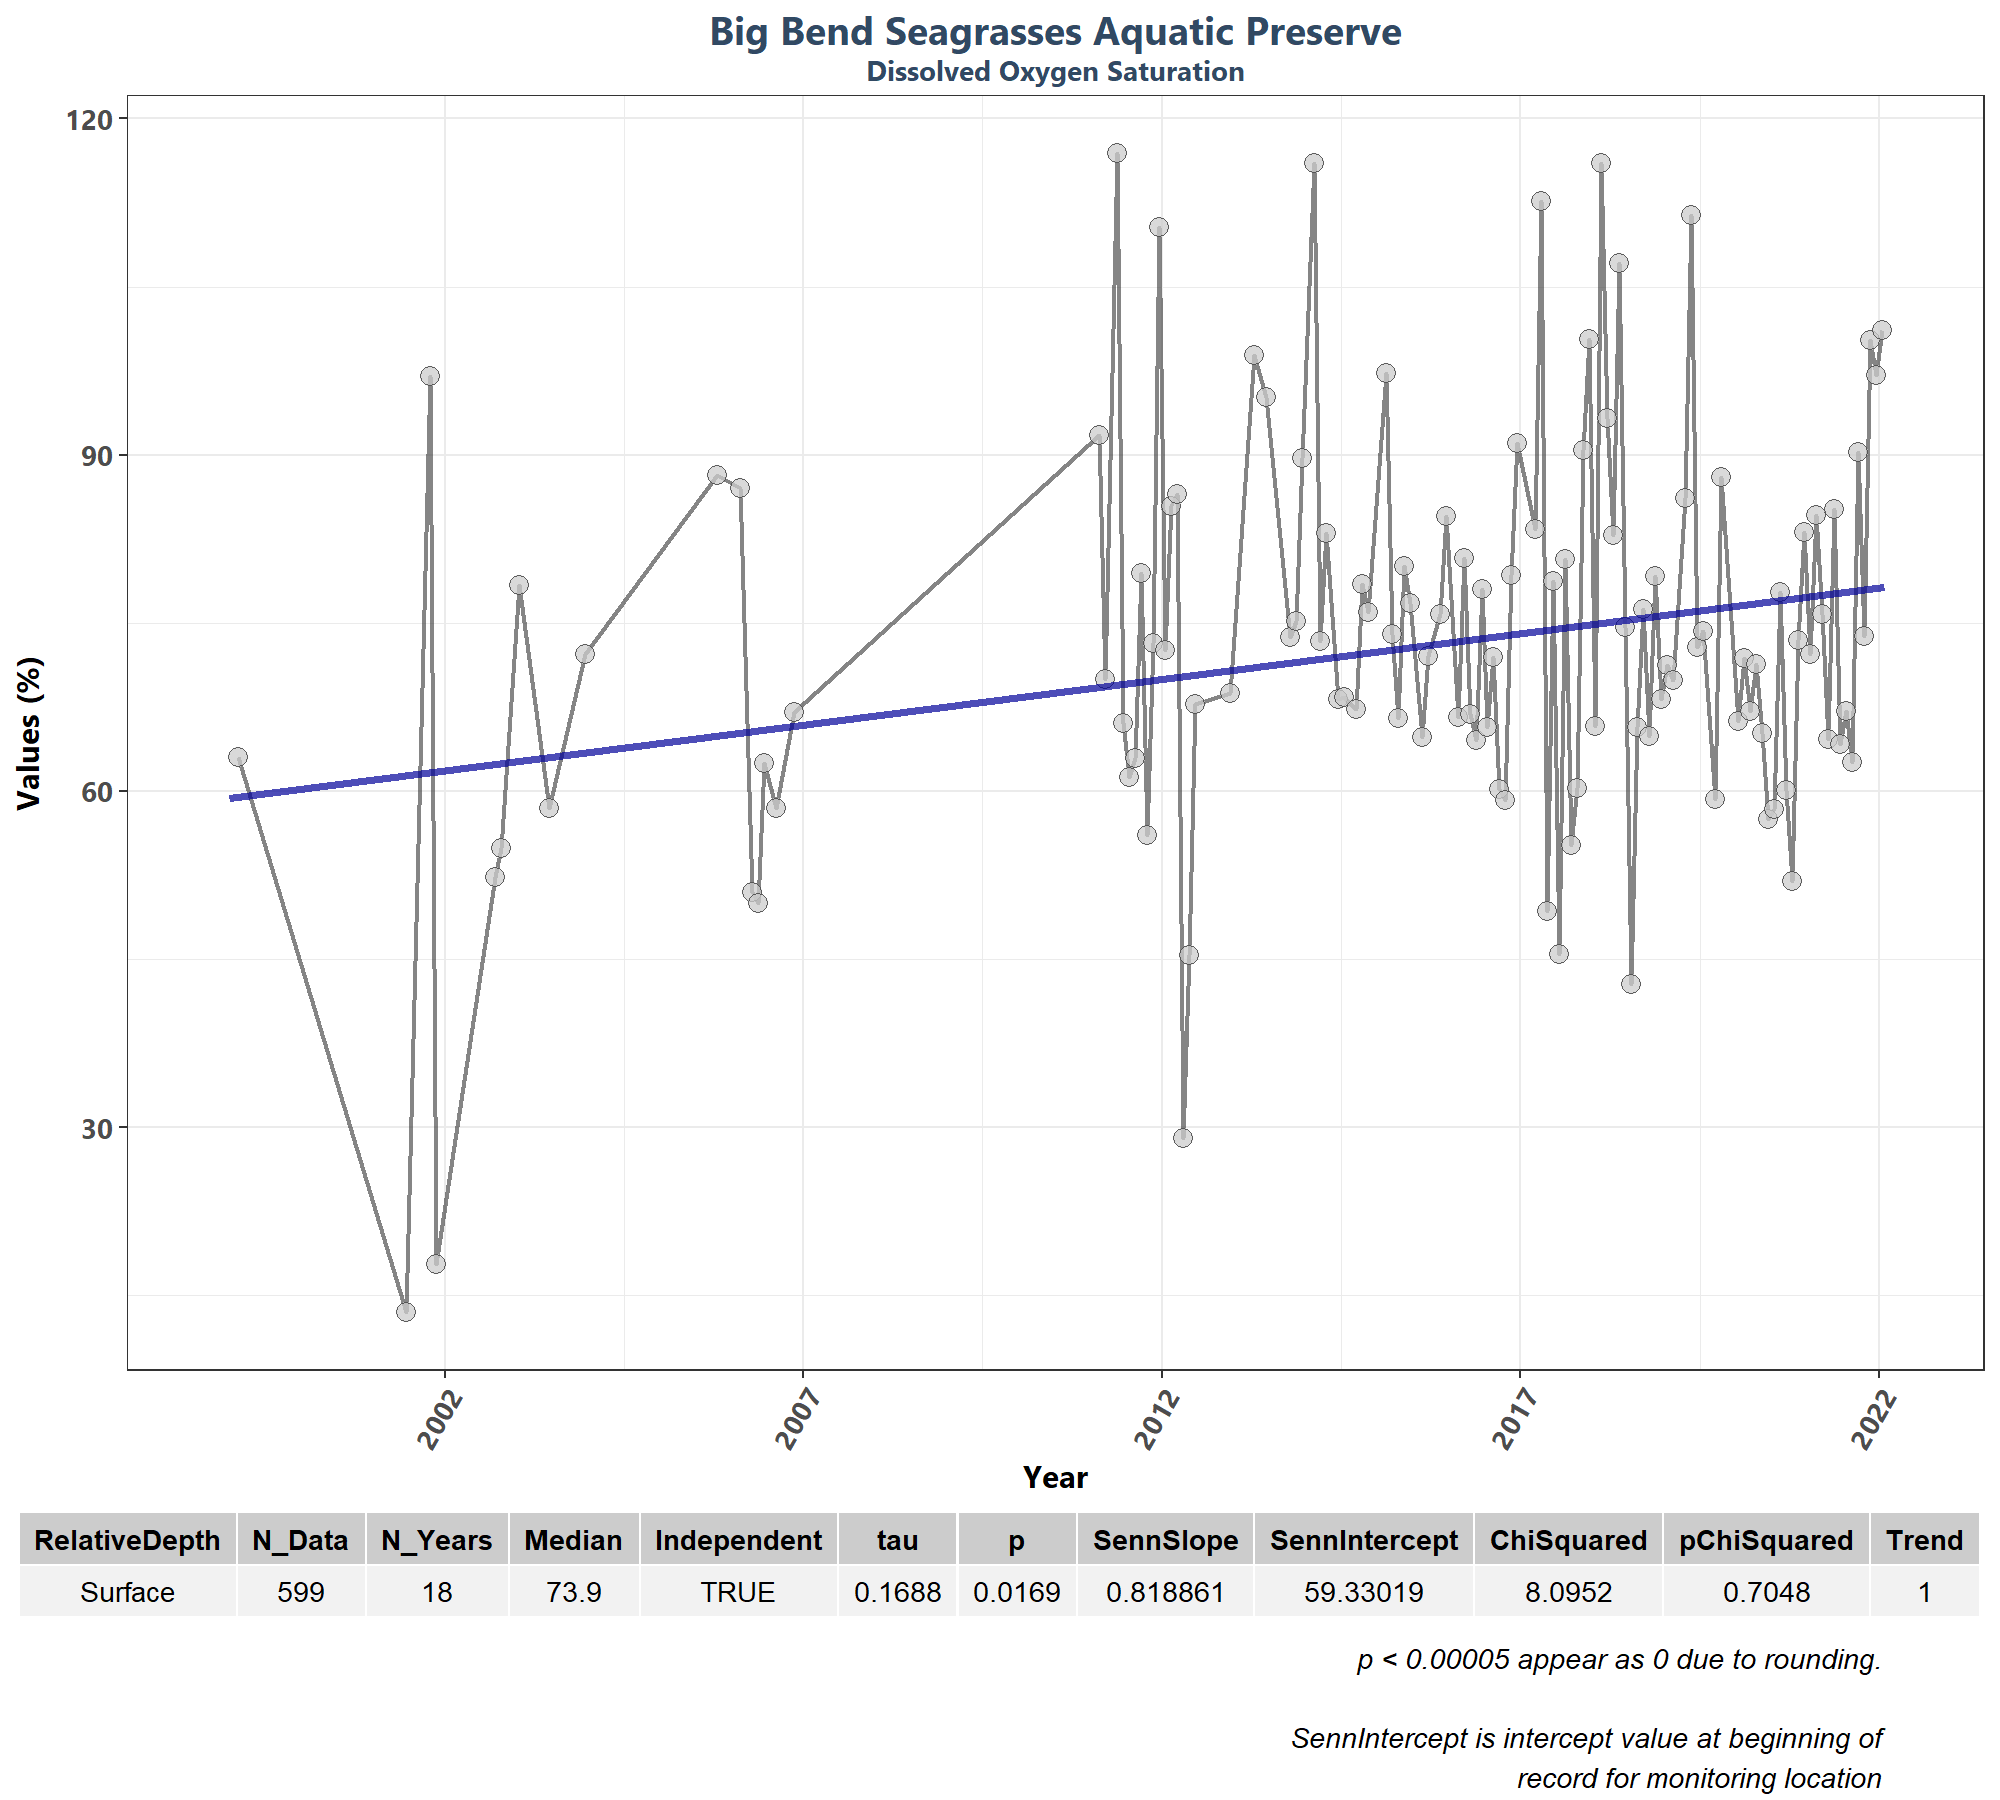 Big Bend Seagrasses Aquatic Preserve
Dissolved Oxygen Saturation
120
90
60
30
Values (%)
2002 2007 2012 2017 2022
Year
RelativeDepth N_Data N_Years Median Independent tau p SennSlope SennIntercept ChiSquared pChiSquared Trend
Surface 599 18 73.9 TRUE 0.1688 0.0169 0.818861 59.33019 8.0952 0.7048 1
p < 0.00005 appear as 0 due to rounding.
SennIntercept is intercept value at beginning of
record for monitoring location